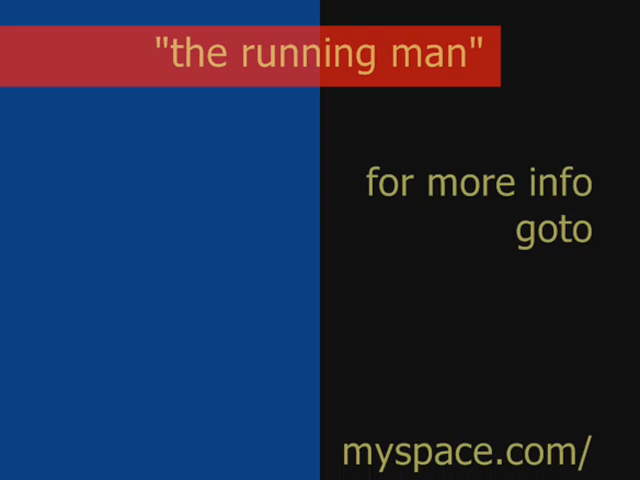 "the running man"
for more info
goto
myspace.com/